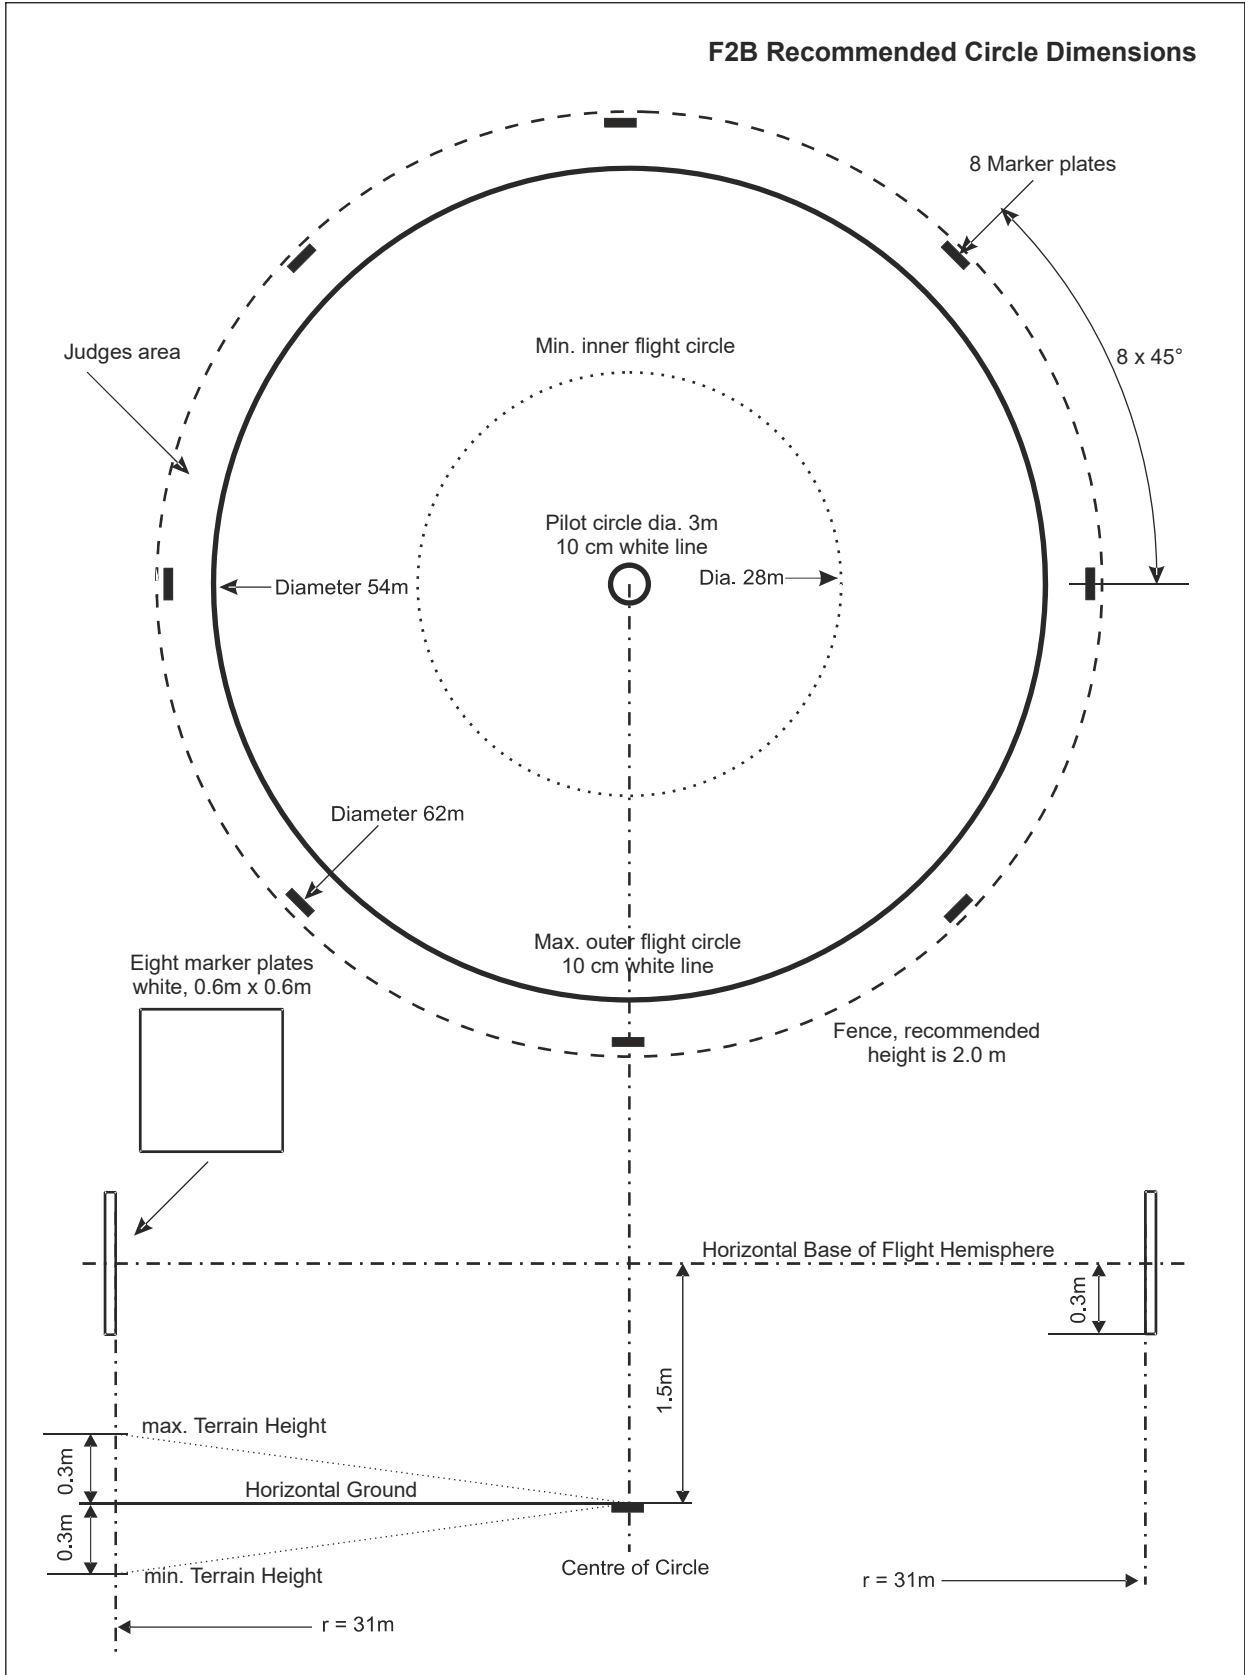 F2B Recommended Circle Dimensions
8 Marker plates
Judges area
Min. inner flight circle
8 x 45°
Pilot circle dia. 3m
10 cm white line
Diameter 54m
Dia. 28m
Diameter 62m
Max. outer flight circle
10 cm white line
Eight marker plates
white, 0.6m x 0.6m
Fence, recommended
height is 2.0 m
Horizontal Base of Flight Hemisphere
0.3m
1.5m
max. Terrain Height
0.3m
Horizontal Ground
0.3m
min. Terrain Height
Centre of Circle
r = 31m
r = 31m